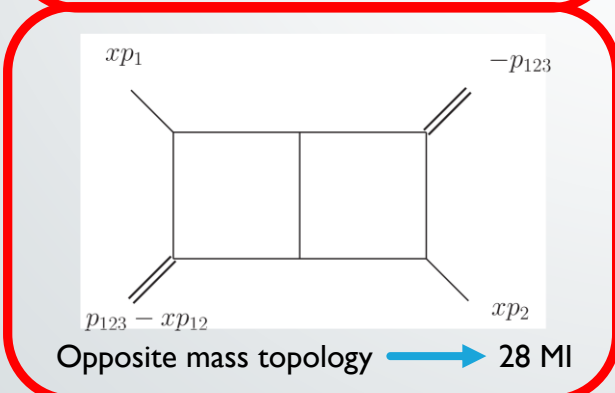 xp₁
−p₁₂₃
p₁₂₃ − xp₁₂
xp₂
Opposite mass topology → 28 MI